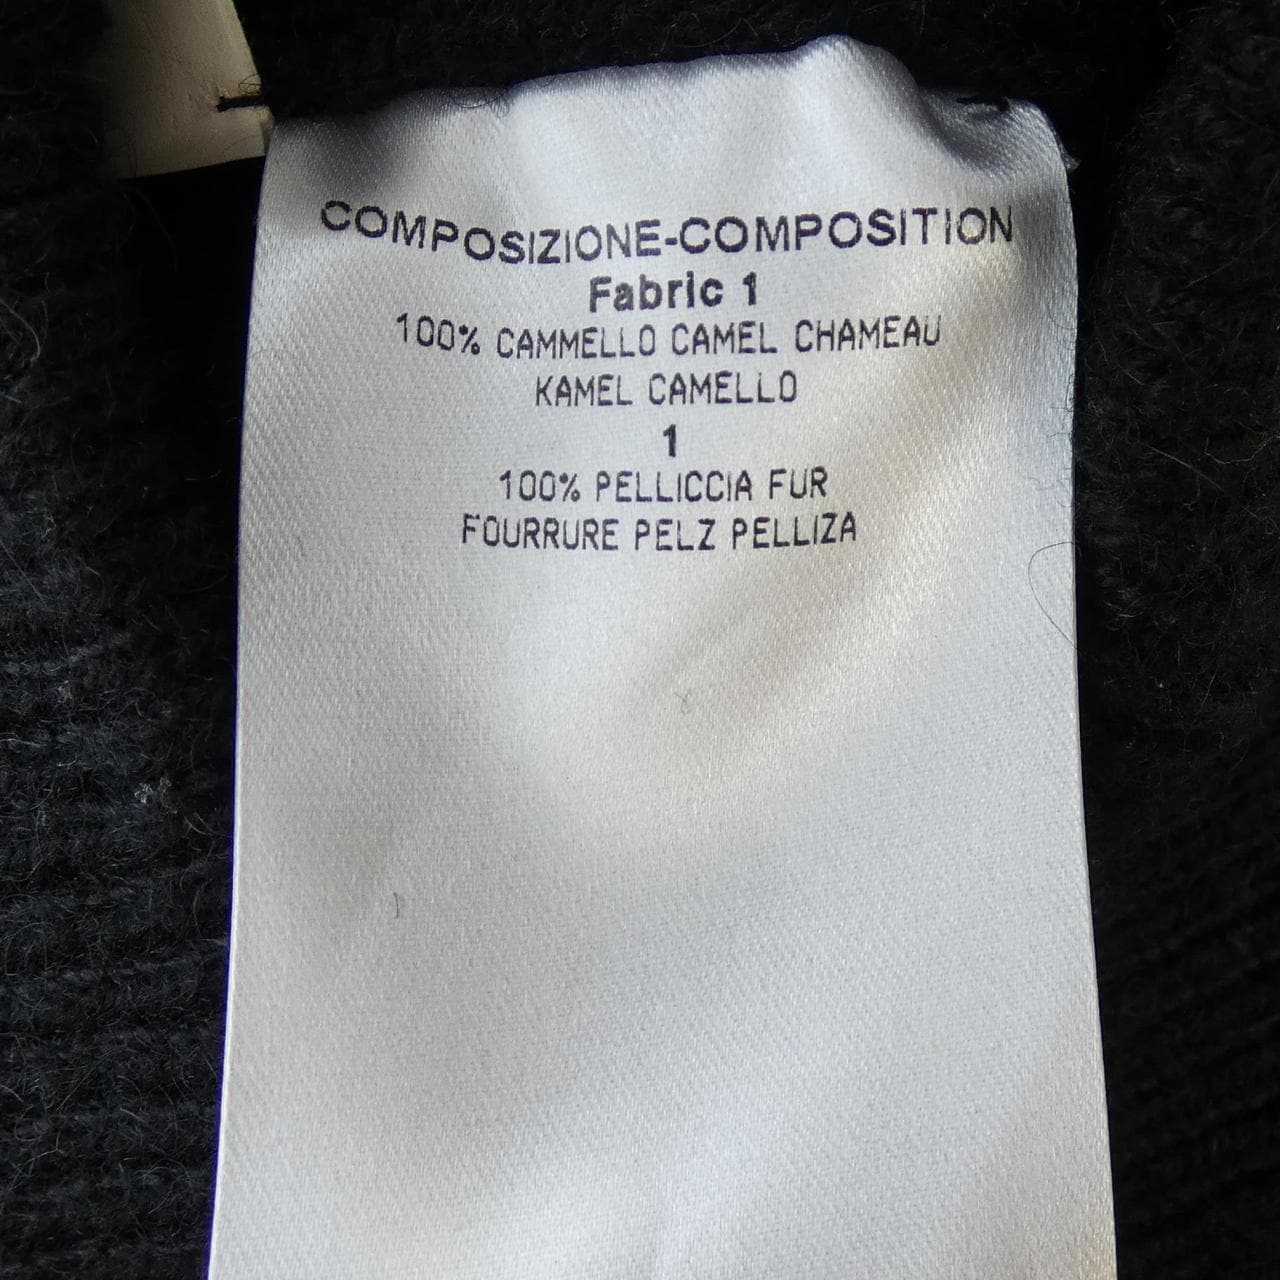 COMPOSIZIONE-COMPOSITION
Fabric 1
100% CAMMELLO CAMEL CHAMEAU
KAMEL CAMELLO
1
100% PELLICCIA FUR
FOURRURE PELZ PELLIZA